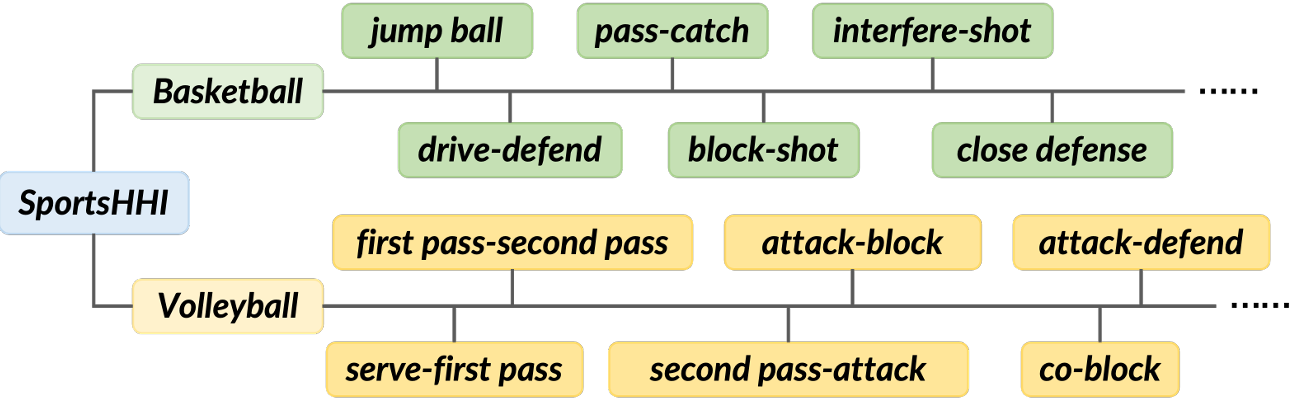 jump ball
pass-catch
interfere-shot
Basketball
......
drive-defend
block-shot
close defense
SportsHHI
first pass-second pass
attack-block
attack-defend
Volleyball
......
serve-first pass
second pass-attack
co-block